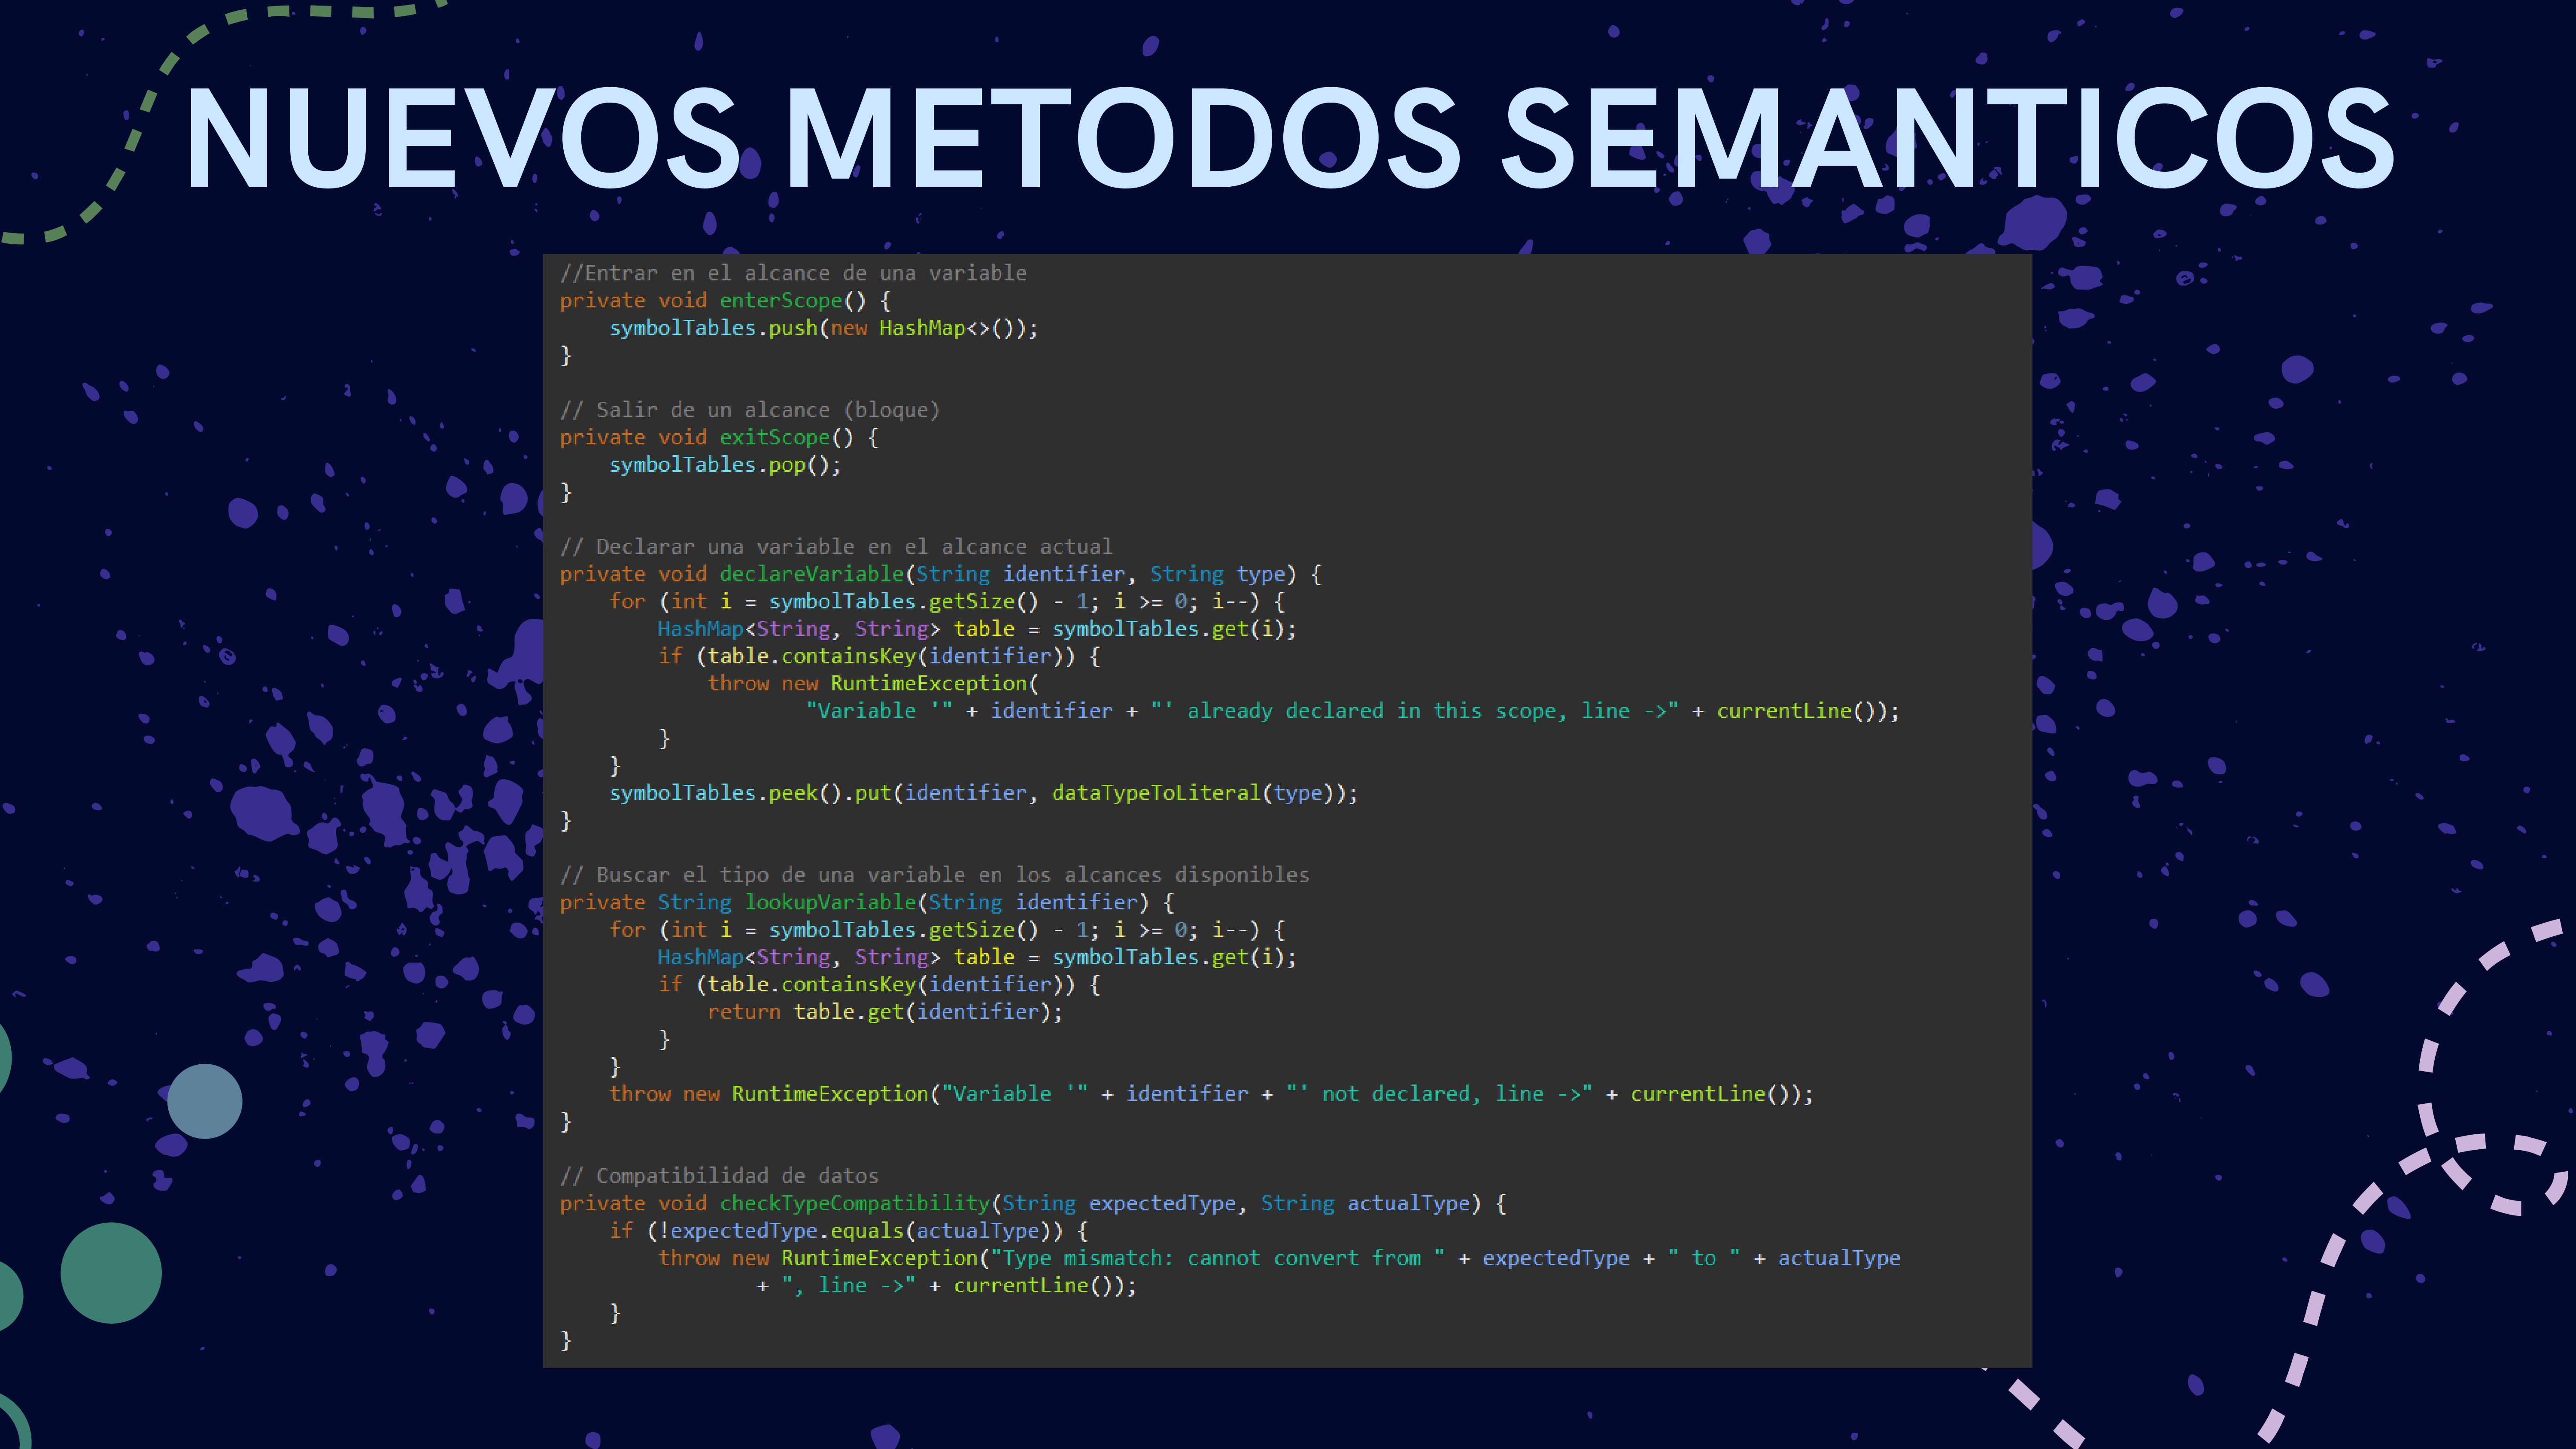 NUEVOS METODOS SEMANTICOS
//Entrar en el alcance de una variable
private void enterScope() {
    symbolTables.push(new HashMap<>());
}

// Salir de un alcance (bloque)
private void exitScope() {
    symbolTables.pop();
}

// Declarar una variable en el alcance actual
private void declareVariable(String identifier, String type) {
    for (int i = symbolTables.getSize() - 1; i >= 0; i--) {
        HashMap<String, String> table = symbolTables.get(i);
        if (table.containsKey(identifier)) {
            throw new RuntimeException(
                    "Variable '" + identifier + "' already declared in this scope, line ->" + currentLine());
        }
    }
    symbolTables.peek().put(identifier, dataTypeToLiteral(type));
}

// Buscar el tipo de una variable en los alcances disponibles
private String lookupVariable(String identifier) {
    for (int i = symbolTables.getSize() - 1; i >= 0; i--) {
        HashMap<String, String> table = symbolTables.get(i);
        if (table.containsKey(identifier)) {
            return table.get(identifier);
        }
    }
    throw new RuntimeException("Variable '" + identifier + "' not declared, line ->" + currentLine());
}

// Compatibilidad de datos
private void checkTypeCompatibility(String expectedType, String actualType) {
    if (!expectedType.equals(actualType)) {
        throw new RuntimeException("Type mismatch: cannot convert from " + expectedType + " to " + actualType
                + ", line ->" + currentLine());
    }
}